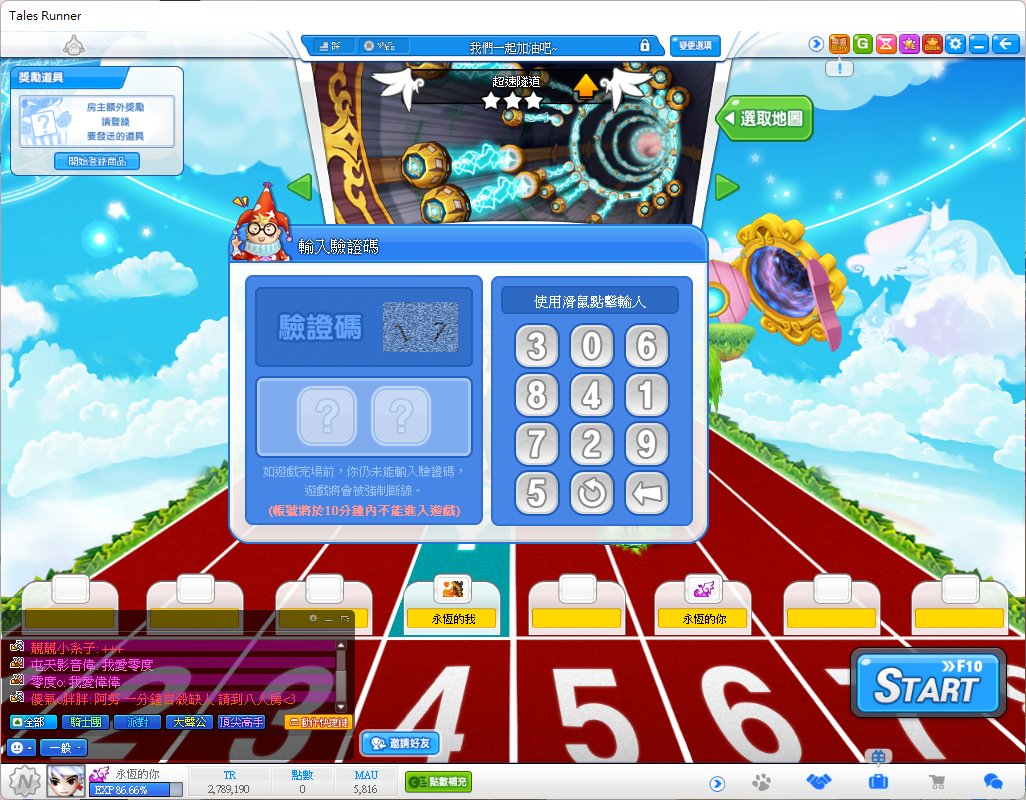 Tales Runner
我們一起加油吧~
變更選項
獎勵道具
房主額外獎勵
請登錄
要發送的道具
開始登錄商品
超速隧道
選取地圖
輸入驗證碼
驗證碼
使用滑鼠點擊輸入
3 0 6
8 4 1
7 2 9
5
如遊戲完場前，你仍未能輸入驗證碼，
遊戲將會被強制斷線。
(帳號將於10分鐘內不能進入遊戲)
永恆的我
永恆的你
靚靚小糸子: +++
屯天影音偉: 我愛零度
零度o: 我愛偉偉
傻氣o胖胖: 阿努 一分鐘自殺缺人 請到八人房<3
全部
騎士團
派對
大聲公
頂尖高手
動作快捷鍵
一般
邀請好友
F10
START
2 3 4 5 6 7
永恆的你
EXP 86.66%
TR
2,789,190
點數
0
MAU
5,816
點數補充